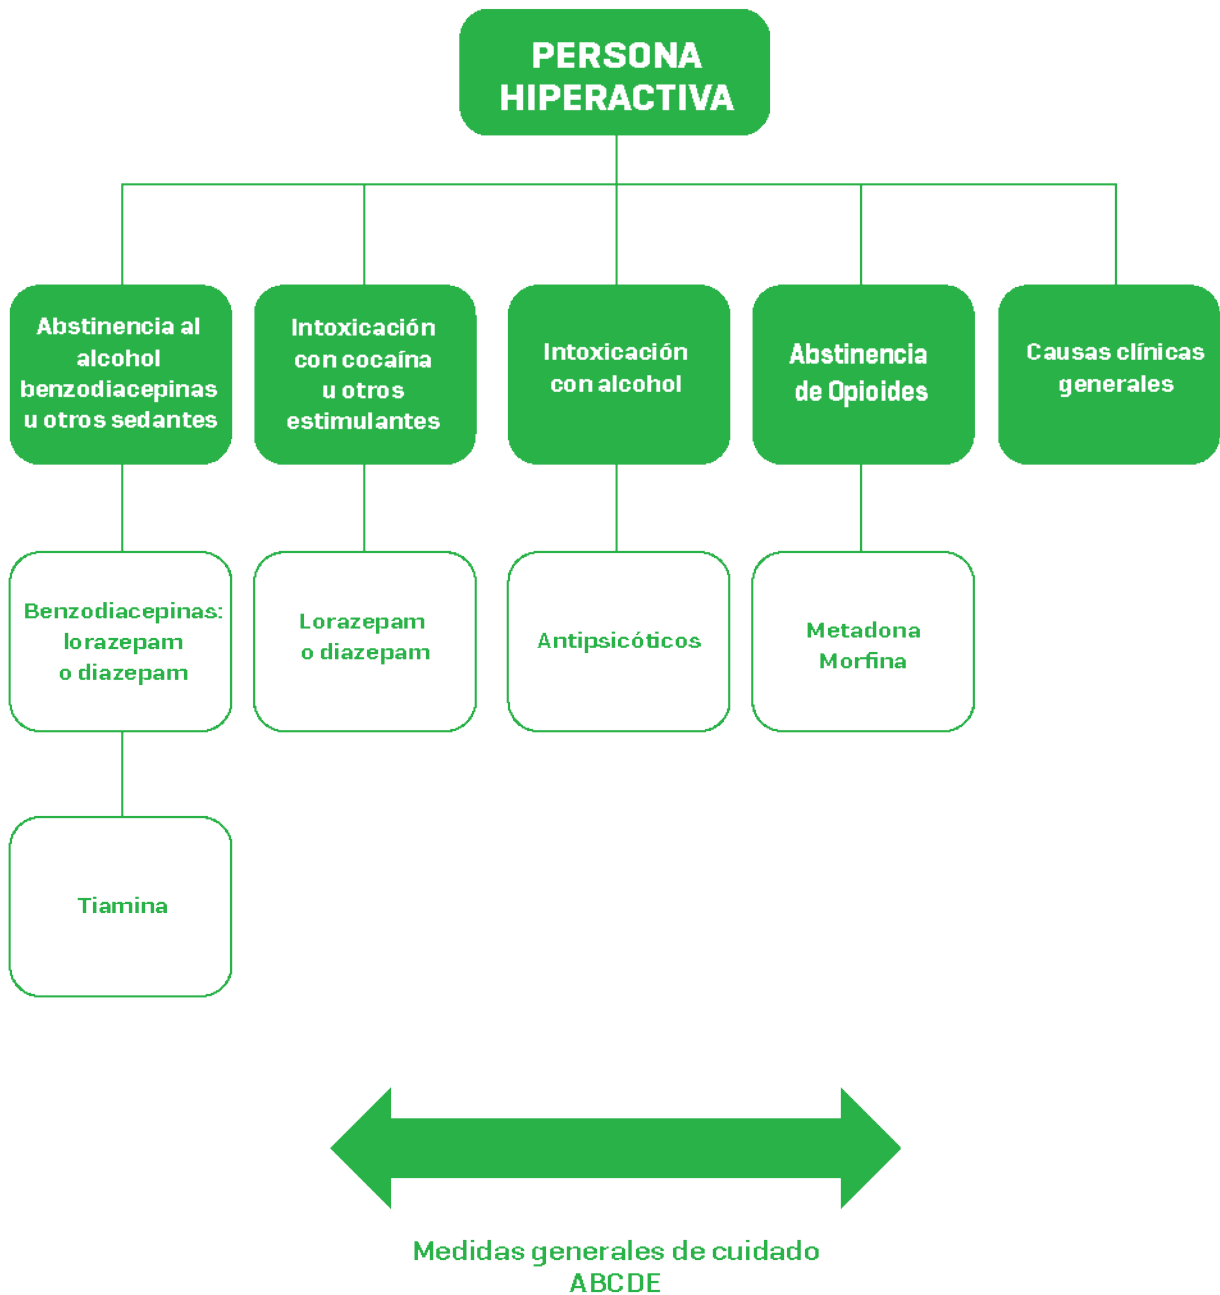 PERSONA
HIPERACTIVA
Abstinencia al
alcohol
benzodiacepinas
u otros sedantes
Intoxicación
con cocaína
u otros
estimulantes
Intoxicación
con alcohol
Abstinencia
de Opioides
Causas clínicas
generales
Benzodiacepinas:
lorazepam
o diazepam
Lorazepam
o diazepam
Antipsicóticos
Metadona
Morfina
Tiamina
Medidas generales de cuidado
ABCDE